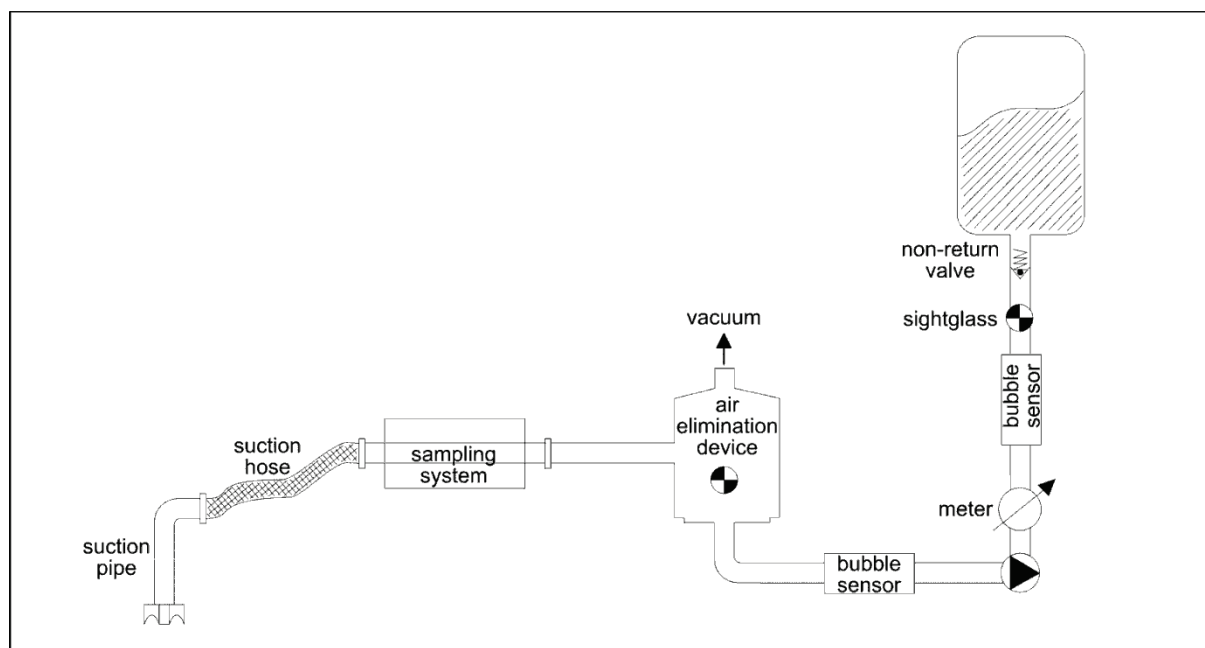 non-return
valve
sightglass
bubble
sensor
meter
vacuum
air
elimination
device
suction
hose
sampling
system
suction
pipe
bubble
sensor